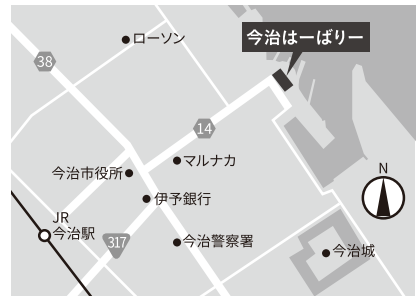 ローソン
今治はーばりー
38
14
マルナカ
今治市役所
伊予銀行
N
JR
今治駅
317
今治警察署
今治城